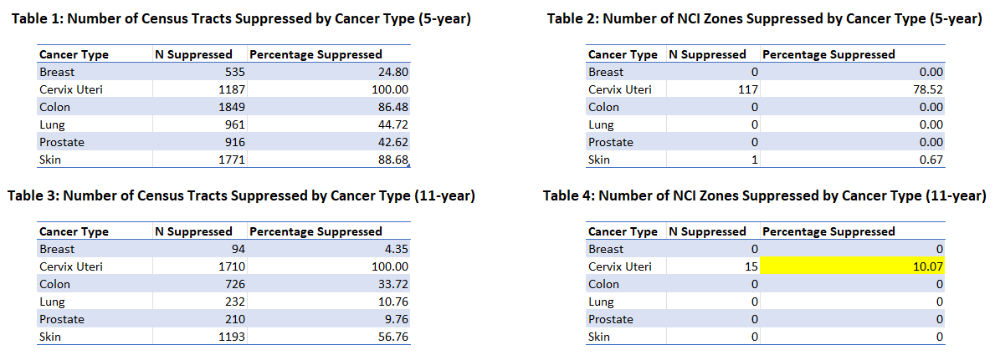 Table 1: Number of Census Tracts Suppressed by Cancer Type (5-year)
Cancer Type N Suppressed Percentage Suppressed
Breast 535 24.80
Cervix Uteri 1187 100.00
Colon 1849 86.48
Lung 961 44.72
Prostate 916 42.62
Skin 1771 88.68
Table 2: Number of NCI Zones Suppressed by Cancer Type (5-year)
Cancer Type N Suppressed Percentage Suppressed
Breast 0 0.00
Cervix Uteri 117 78.52
Colon 0 0.00
Lung 0 0.00
Prostate 0 0.00
Skin 1 0.67
Table 3: Number of Census Tracts Suppressed by Cancer Type (11-year)
Cancer Type N Suppressed Percentage Suppressed
Breast 94 4.35
Cervix Uteri 1710 100.00
Colon 726 33.72
Lung 232 10.76
Prostate 210 9.76
Skin 1193 56.76
Table 4: Number of NCI Zones Suppressed by Cancer Type (11-year)
Cancer Type N Suppressed Percentage Suppressed
Breast 0 0
Cervix Uteri 15 10.07
Colon 0 0
Lung 0 0
Prostate 0 0
Skin 0 0